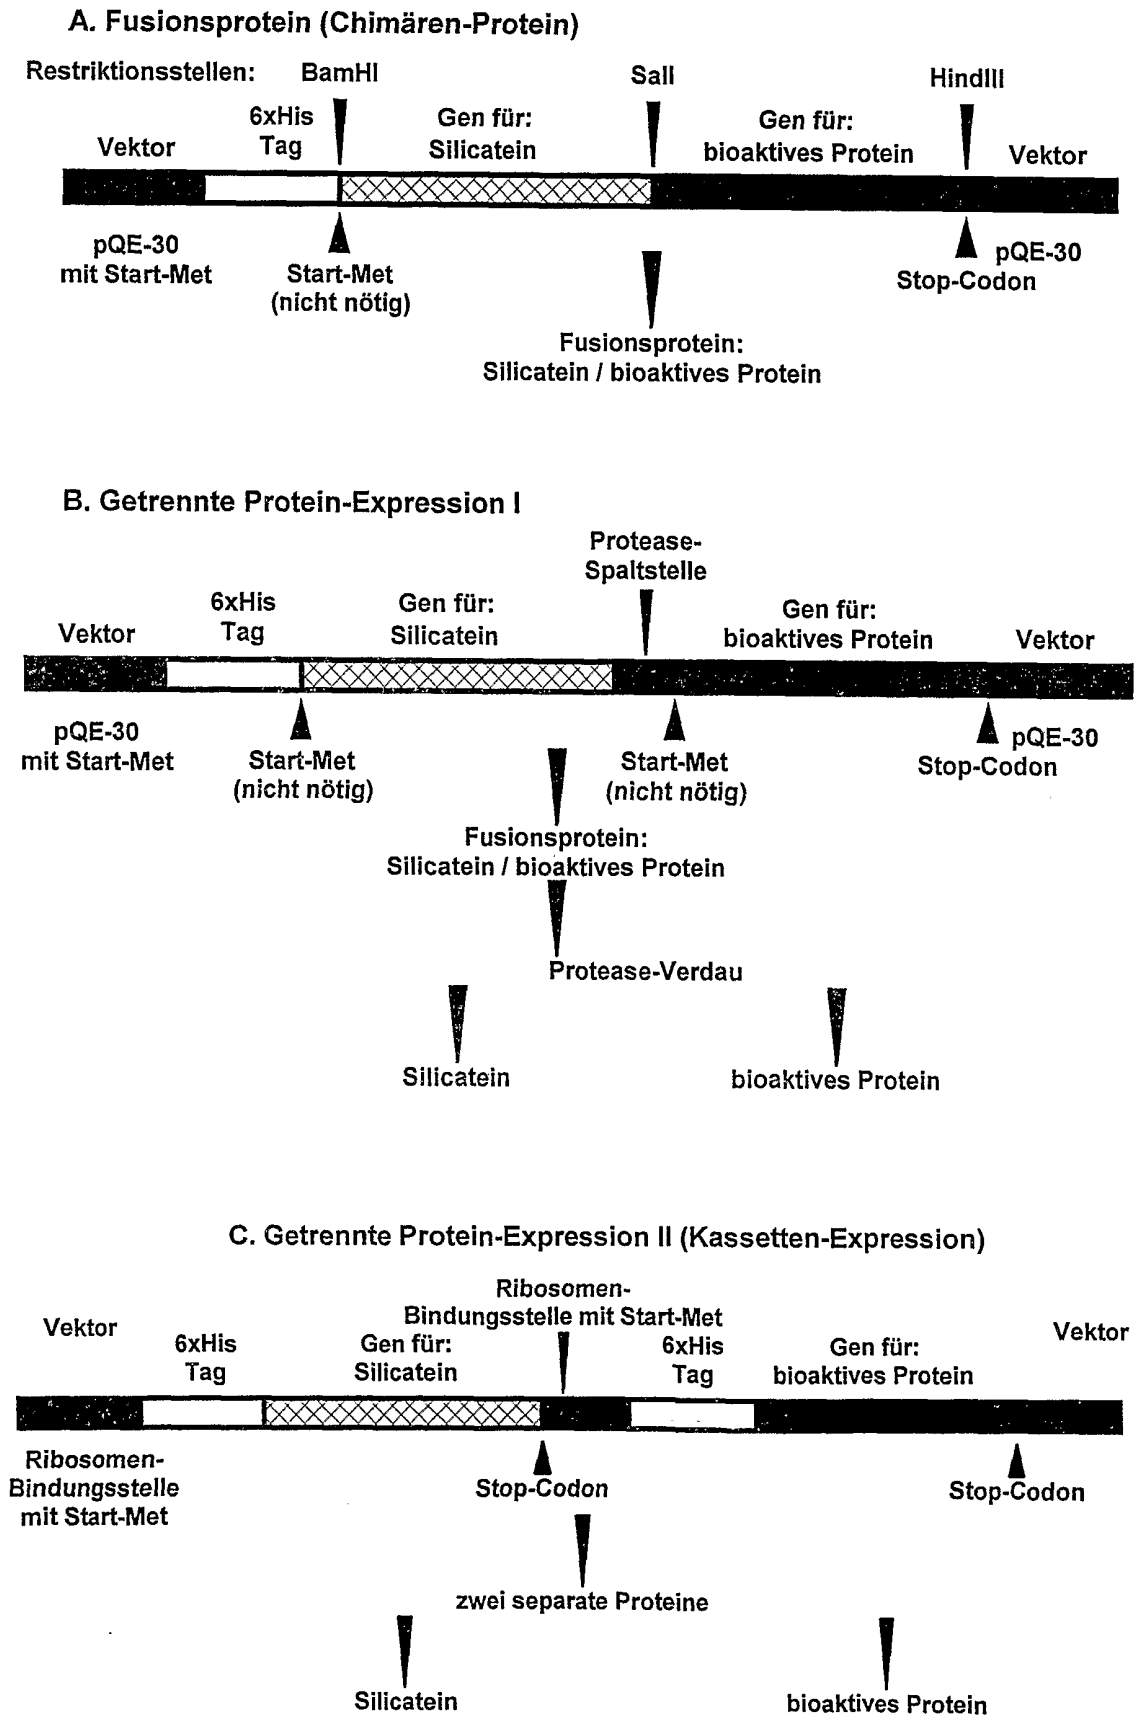 A. Fusionsprotein (Chimären-Protein)
Restriktionsstellen:
BamHI
SalI
HindIII
Vektor
6xHis
Tag
Gen für:
Silicatein
Gen für:
bioaktives Protein
Vektor
pQE-30
mit Start-Met
Start-Met
(nicht nötig)
pQE-30
Stop-Codon
Fusionsprotein:
Silicatein / bioaktives Protein
B. Getrennte Protein-Expression I
Protease-
Spaltstelle
Vektor
6xHis
Tag
Gen für:
Silicatein
Gen für:
bioaktives Protein
Vektor
pQE-30
mit Start-Met
Start-Met
(nicht nötig)
Start-Met
(nicht nötig)
pQE-30
Stop-Codon
Fusionsprotein:
Silicatein / bioaktives Protein
Protease-Verdau
Silicatein
bioaktives Protein
C. Getrennte Protein-Expression II (Kassetten-Expression)
Ribosomen-
Bindungsstelle mit Start-Met
Vektor
6xHis
Tag
Gen für:
Silicatein
6xHis
Tag
Gen für:
bioaktives Protein
Vektor
Ribosomen-
Bindungsstelle
mit Start-Met
Stop-Codon
Stop-Codon
zwei separate Proteine
Silicatein
bioaktives Protein